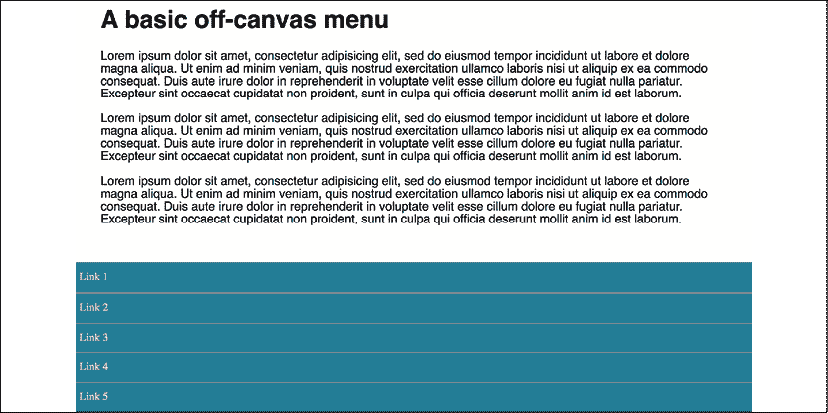 A basic off-canvas menu
Lorem ipsum dolor sit amet, consectetur adipisicing elit, sed do eiusmod tempor incididunt ut labore et dolore
magna aliqua. Ut enim ad minim veniam, quis nostrud exercitation ullamco laboris nisi ut aliquip ex ea commodo
consequat. Duis aute irure dolor in reprehenderit in voluptate velit esse cillum dolore eu fugiat nulla pariatur.
Excepteur sint occaecat cupidatat non proident, sunt in culpa qui officia deserunt mollit anim id est laborum.
Lorem ipsum dolor sit amet, consectetur adipisicing elit, sed do eiusmod tempor incididunt ut labore et dolore
magna aliqua. Ut enim ad minim veniam, quis nostrud exercitation ullamco laboris nisi ut aliquip ex ea commodo
consequat. Duis aute irure dolor in reprehenderit in voluptate velit esse cillum dolore eu fugiat nulla pariatur.
Excepteur sint occaecat cupidatat non proident, sunt in culpa qui officia deserunt mollit anim id est laborum.
Lorem ipsum dolor sit amet, consectetur adipisicing elit, sed do eiusmod tempor incididunt ut labore et dolore
magna aliqua. Ut enim ad minim veniam, quis nostrud exercitation ullamco laboris nisi ut aliquip ex ea commodo
consequat. Duis aute irure dolor in reprehenderit in voluptate velit esse cillum dolore eu fugiat nulla pariatur.
Excepteur sint occaecat cupidatat non proident, sunt in culpa qui officia deserunt mollit anim id est laborum.
Link 1
Link 2
Link 3
Link 4
Link 5